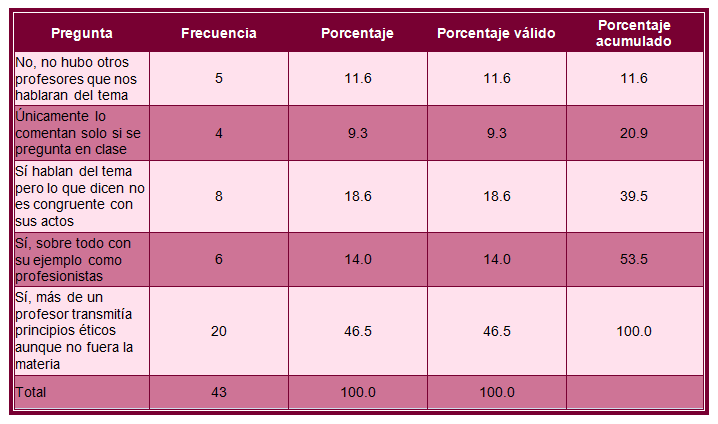 Pregunta Frecuencia Porcentaje Porcentaje válido Porcentaje
acumulado
No, no hubo otros
profesores que nos
hablaran del tema
5 11.6 11.6 11.6
Únicamente lo
comentan solo si se
pregunta en clase
4 9.3 9.3 20.9
Sí hablan del tema
pero lo que dicen no
es congruente con
sus actos
8 18.6 18.6 39.5
Sí, sobre todo con
su ejemplo como
profesionistas
6 14.0 14.0 53.5
Sí, más de un
profesor transmitía
principios éticos
aunque no fuera la
materia
20 46.5 46.5 100.0
Total 43 100.0 100.0